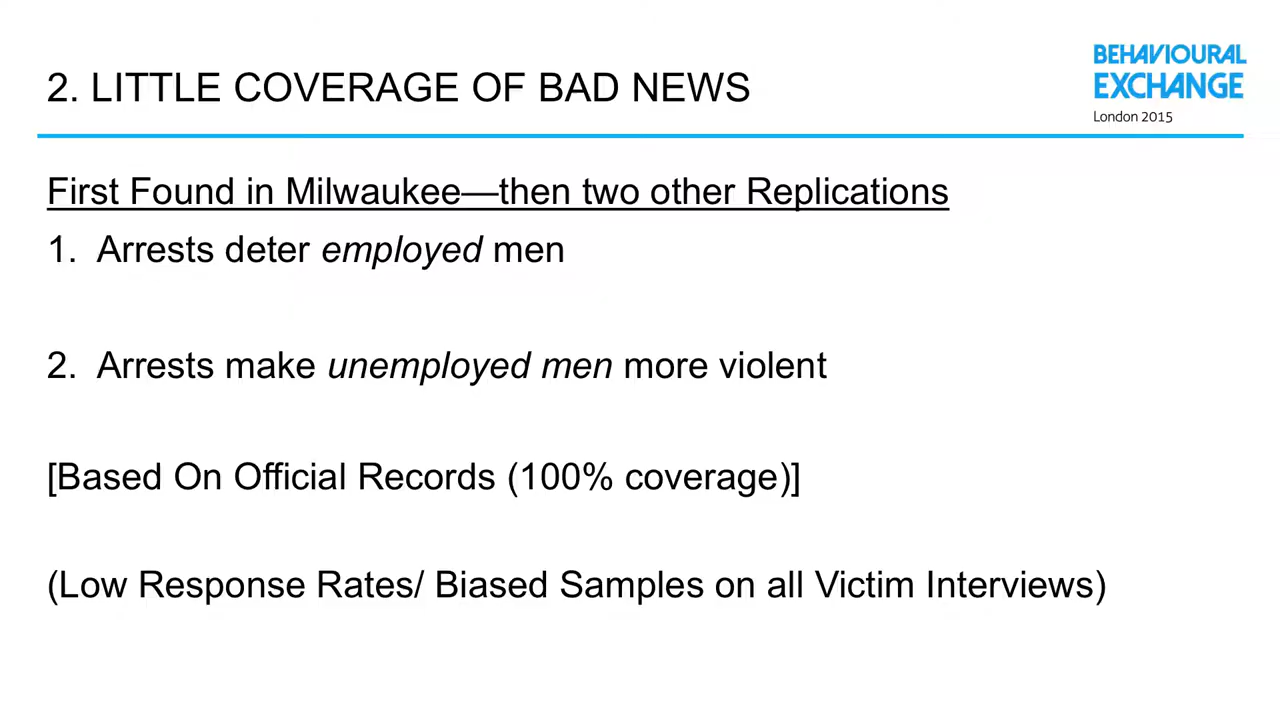 2. LITTLE COVERAGE OF BAD NEWS
BEHAVIOURAL
EXCHANGE
London 2015
First Found in Milwaukee—then two other Replications
1. Arrests deter employed men
2. Arrests make unemployed men more violent
[Based On Official Records (100% coverage)]
(Low Response Rates/ Biased Samples on all Victim Interviews)